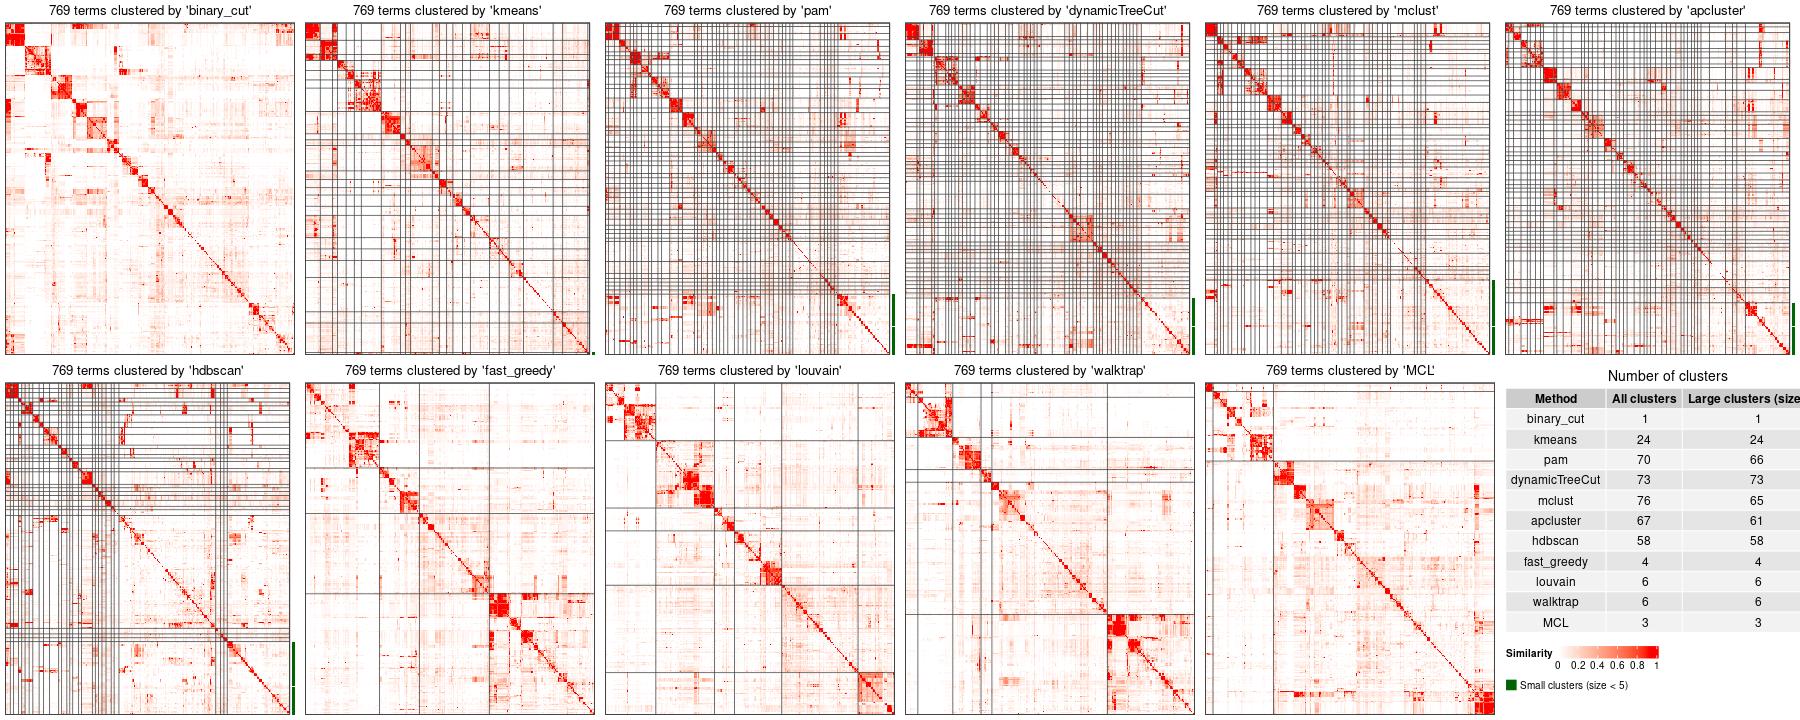 769 terms clustered by 'binary_cut'
769 terms clustered by 'kmeans'
769 terms clustered by 'pam'
769 terms clustered by 'dynamicTreeCut'
769 terms clustered by 'mclust'
769 terms clustered by 'apcluster'
769 terms clustered by 'hdbscan'
769 terms clustered by 'fast_greedy'
769 terms clustered by 'louvain'
769 terms clustered by 'walktrap'
769 terms clustered by 'MCL'
Number of clusters
Method All clusters Large clusters (size
binary_cut 1 1
kmeans 24 24
pam 70 66
dynamicTreeCut 73 73
mclust 76 65
apcluster 67 61
hdbscan 58 58
fast_greedy 4 4
louvain 6 6
walktrap 6 6
MCL 3 3
Similarity
0 0.2 0.4 0.6 0.8 1
Small clusters (size < 5)